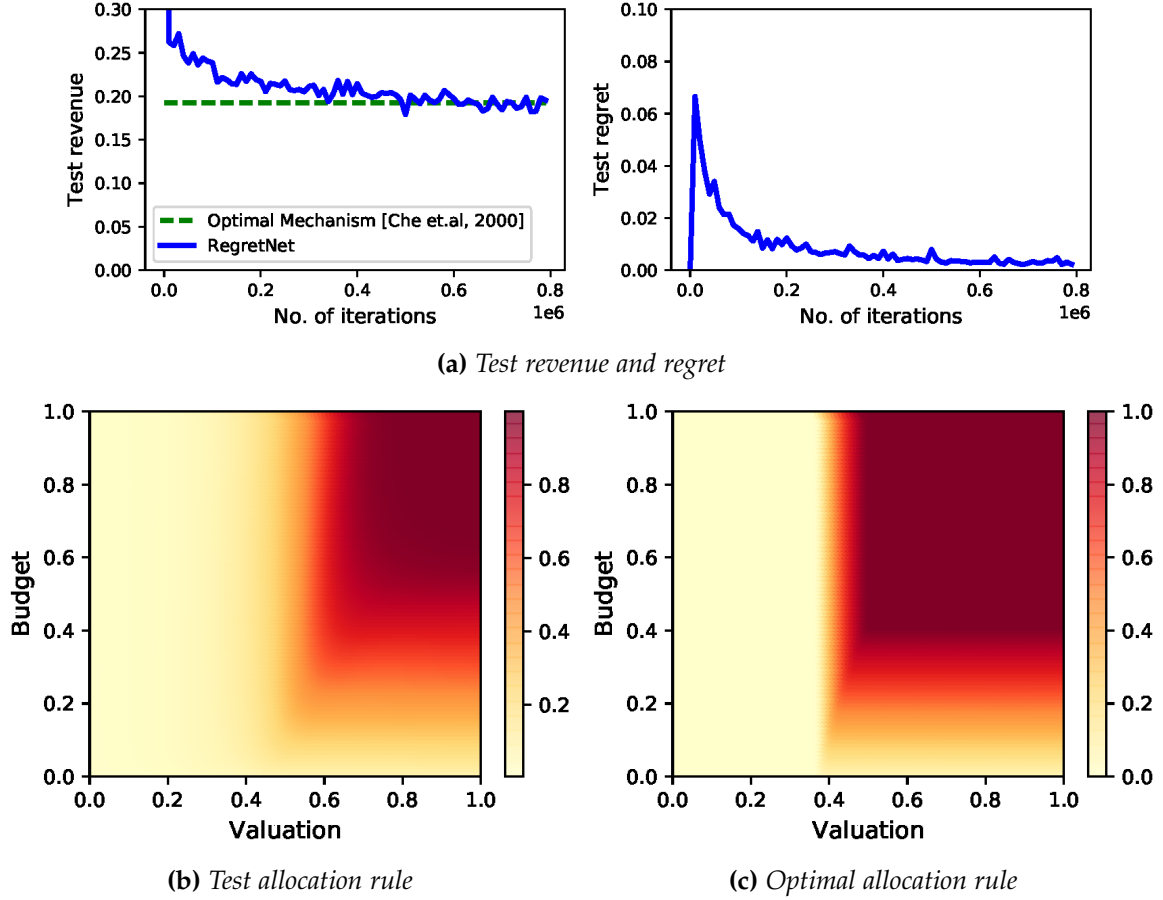 0.30
0.25
0.20
0.15
0.10
0.05
0.00
Test revenue
Optimal Mechanism [Che et.al, 2000]
RegretNet
0.0 0.2 0.4 0.6 0.8
1e6
No. of iterations
0.10
0.08
0.06
0.04
0.02
0.00
Test regret
0.0 0.2 0.4 0.6 0.8
1e6
No. of iterations
(a) Test revenue and regret
1.0
0.8
0.6
0.4
0.2
0.0
Budget
0.0 0.2 0.4 0.6 0.8 1.0
Valuation
0.8
0.6
0.4
0.2
(b) Test allocation rule
1.0
0.8
0.6
0.4
0.2
0.0
Budget
0.0 0.2 0.4 0.6 0.8 1.0
Valuation
1.0
0.8
0.6
0.4
0.2
0.0
(c) Optimal allocation rule